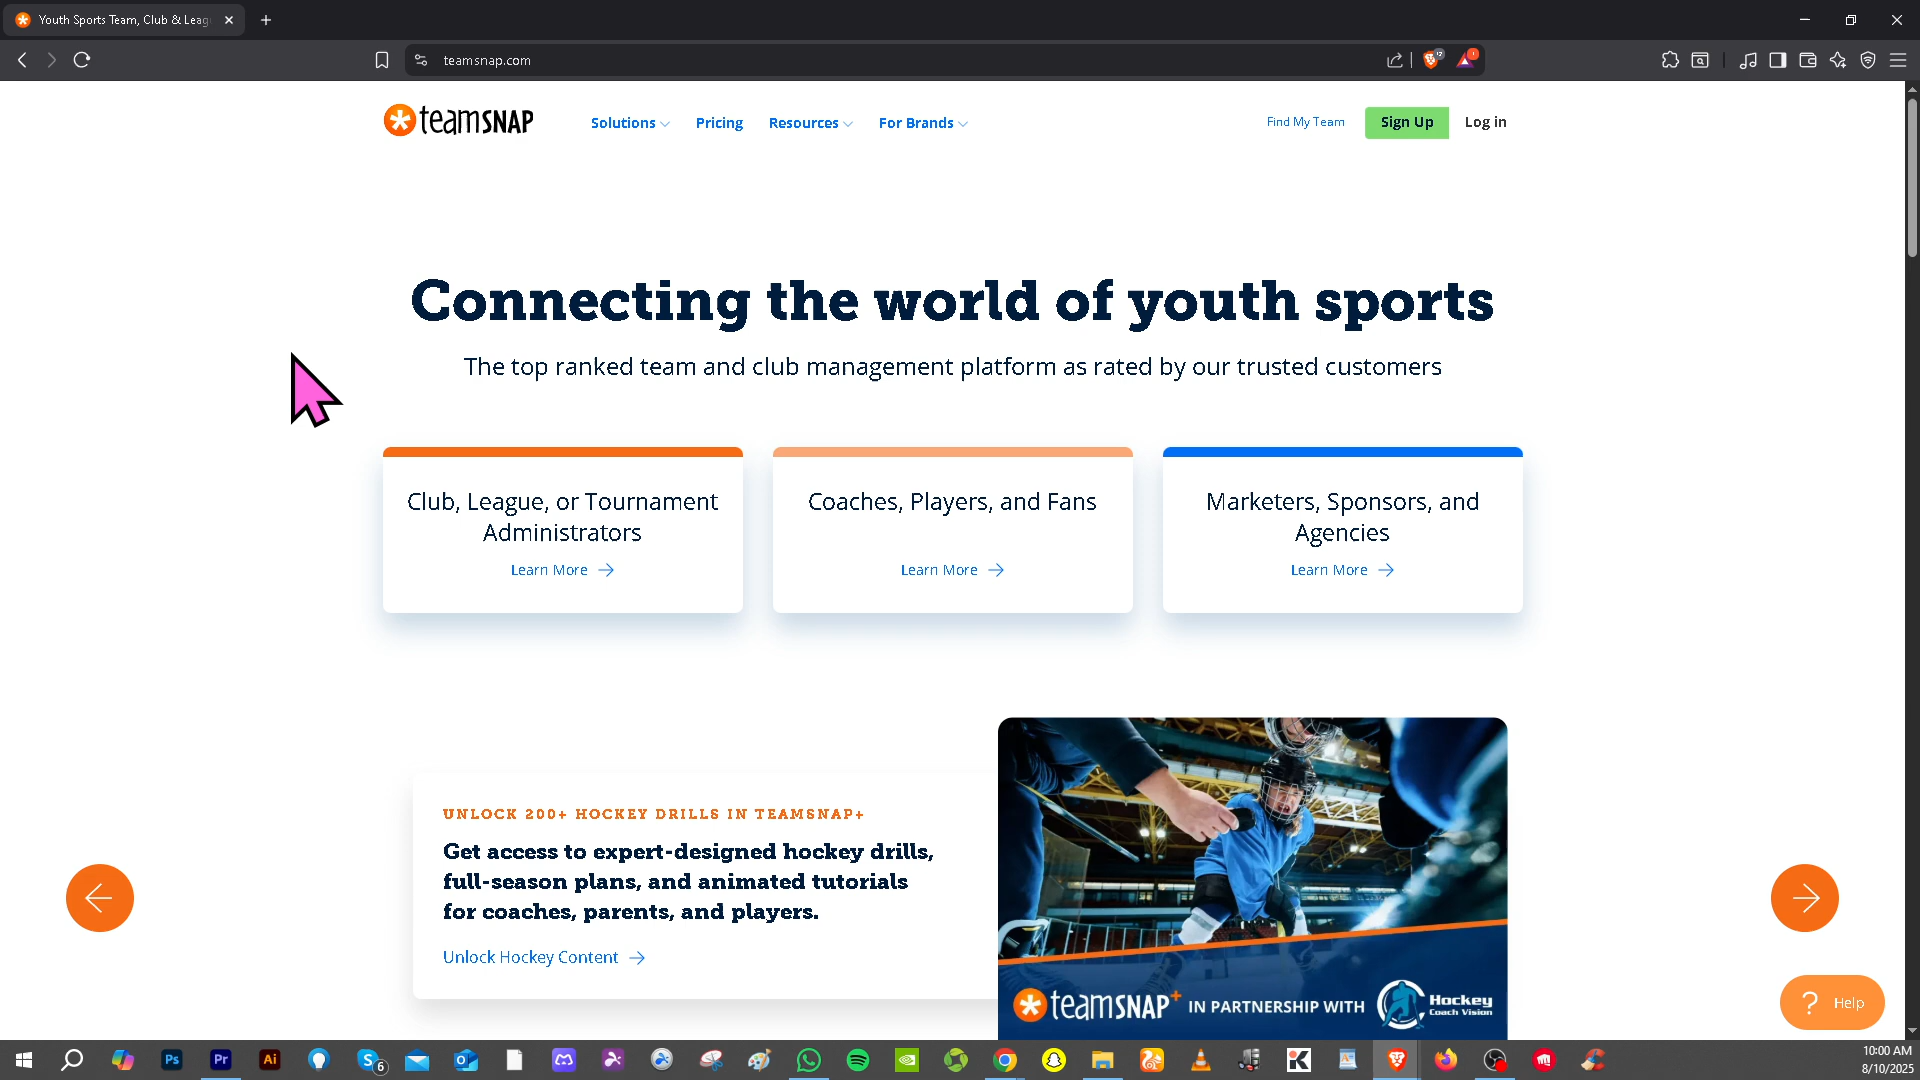 Youth Sports Team, Club & Leag
teamsnap.com
teamSNAP
Solutions
Pricing
Resources
For Brands
Find My Team
Sign Up
Log in
Connecting the world of youth sports
The top ranked team and club management platform as rated by our trusted customers
Club, League, or Tournament
Administrators
Learn More
Coaches, Players, and Fans
Learn More
Marketers, Sponsors, and
Agencies
Learn More
UNLOCK 200+ HOCKEY DRILLS IN TEAMSNAP+
Get access to expert-designed hockey drills,
full-season plans, and animated tutorials
for coaches, parents, and players.
Unlock Hockey Content
teamSNAP+ IN PARTNERSHIP WITH
Hockey
Coach Vision
? Help
Ps
Pr
Ai
6
10:00 AM
8/10/2025